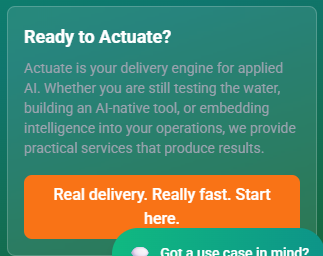 Ready to Actuate?
Actuate is your delivery engine for applied
AI. Whether you are still testing the water,
building an AI-native tool, or embedding
intelligence into your operations, we provide
practical services that produce results.
Real delivery. Really fast. Start
here.
Got a use case in mind?